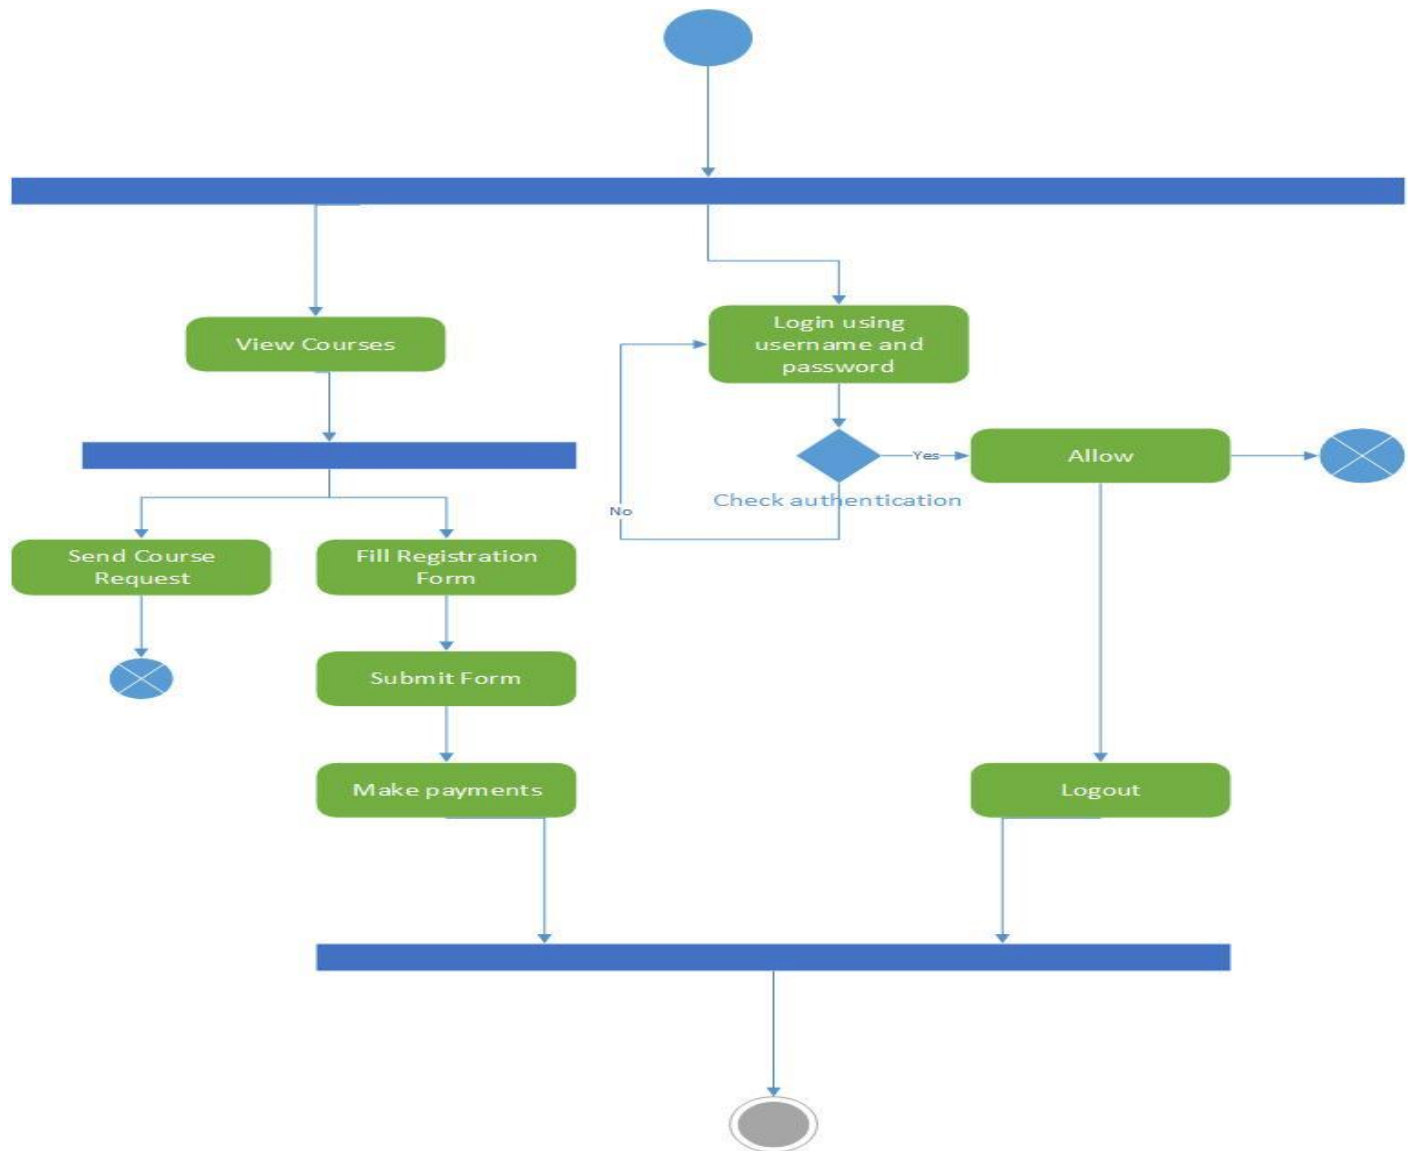 View Courses
Login using
username and
password
Yes
Allow
Check authentication
No
Send Course
Request
Fill Registration
Form
Submit Form
Make payments
Logout